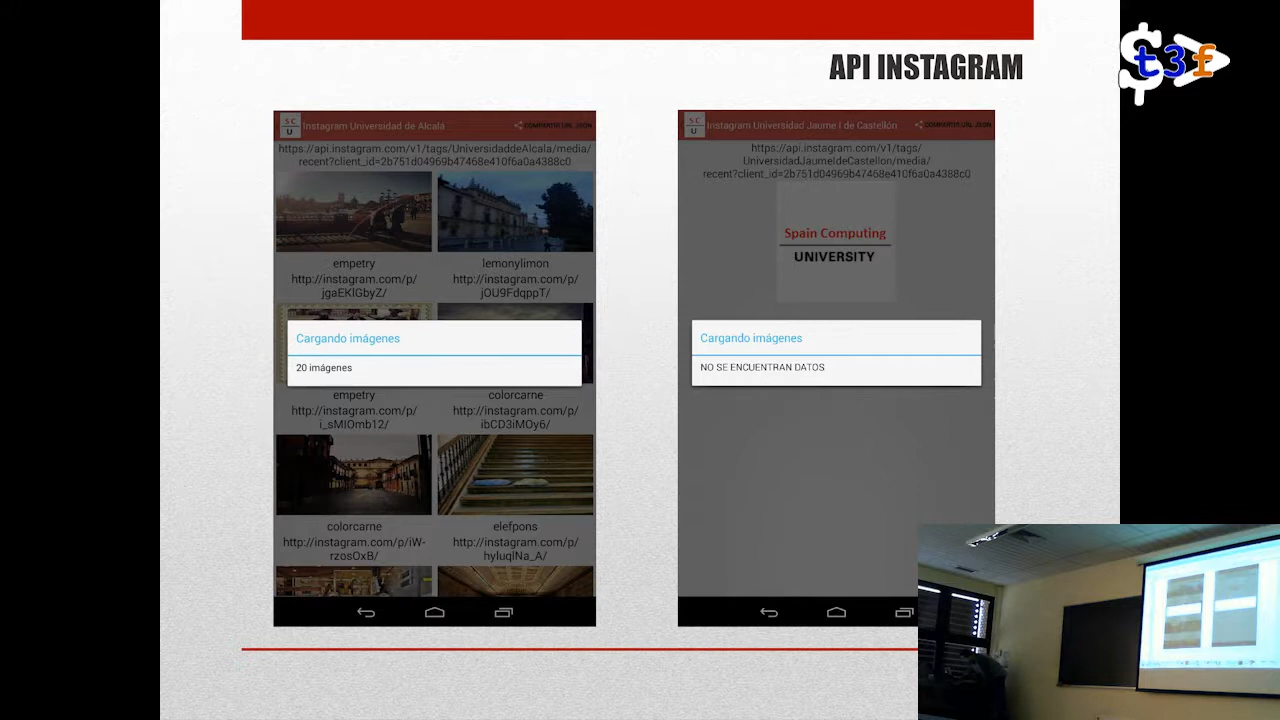 API INSTAGRAM
$t3f
S C
U
Instagram Universidad de Alcalá
COMPARTIR URL JSON
https://api.instagram.com/v1/tags/UniversidaddeAlcala/media/
recent?client_id=2b751d04969b47468e410f6a0a4388c0
empetry
lemonylimon
http://instagram.com/p/
jgaEKlGbyZ/
http://instagram.com/p/
jOU9FdqppT/
Cargando imágenes
20 imágenes
empetry
colorcarne
http://instagram.com/p/
i_sMIOmb12/
http://instagram.com/p/
ibCD3iMOy6/
colorcarne
elefpons
http://instagram.com/p/iW-
rzosOxB/
http://instagram.com/p/
hyluqlNa_A/
S C
U
Instagram Universidad Jaume I de Castellón
COMPARTIR URL JSON
https://api.instagram.com/v1/tags/
UniversidadJaumeIdeCastellon/media/
recent?client_id=2b751d04969b47468e410f6a0a4388c0
Spain Computing
UNIVERSITY
Cargando imágenes
NO SE ENCUENTRAN DATOS